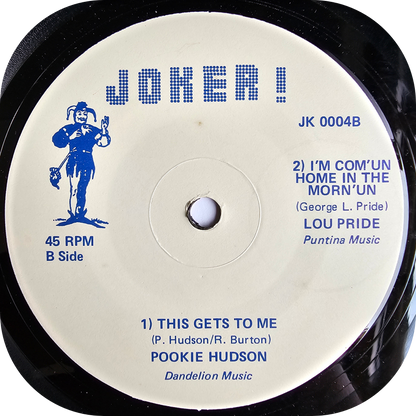 JOKER!
JK 0004B
2) I'M COM'UN
HOME IN THE
MORN'UN
(George L. Pride)
LOU PRIDE
Puntina Music
45 RPM
B Side
1) THIS GETS TO ME
(P. Hudson/R. Burton)
POOKIE HUDSON
Dandelion Music